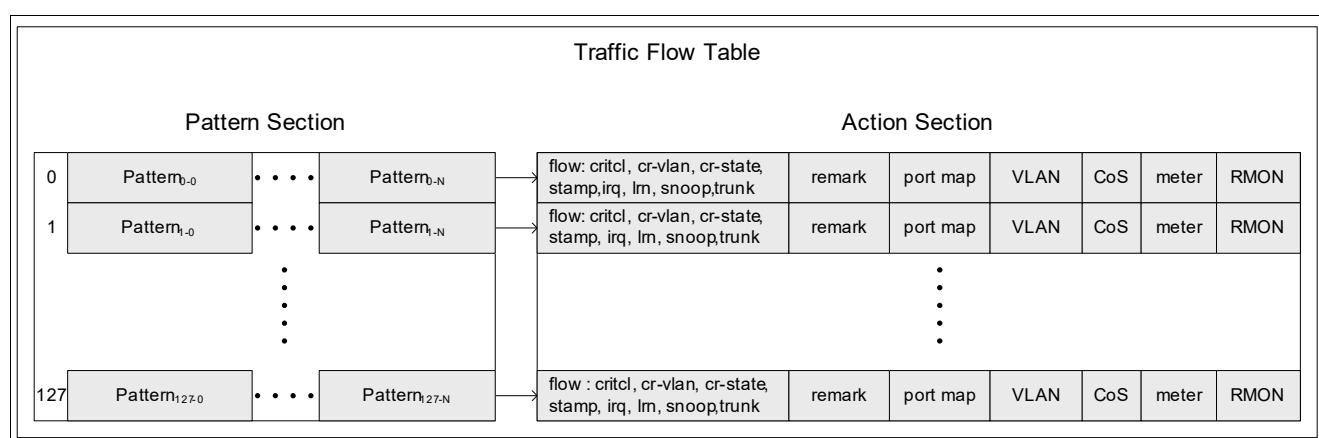 Traffic Flow Table
Pattern Section
Action Section
0
Pattern0-0
Pattern0-N
flow: critcl, cr-vlan, cr-state,
stamp,irq, lrn, snoop,trunk
remark
port map
VLAN
CoS
meter
RMON
1
Pattern1-0
Pattern1-N
flow: critcl, cr-vlan, cr-state,
stamp, irq, lrn, snoop,trunk
remark
port map
VLAN
CoS
meter
RMON
127
Pattern127-0
Pattern127-N
flow : critcl, cr-vlan, cr-state,
stamp, irq, lrn, snoop,trunk
remark
port map
VLAN
CoS
meter
RMON